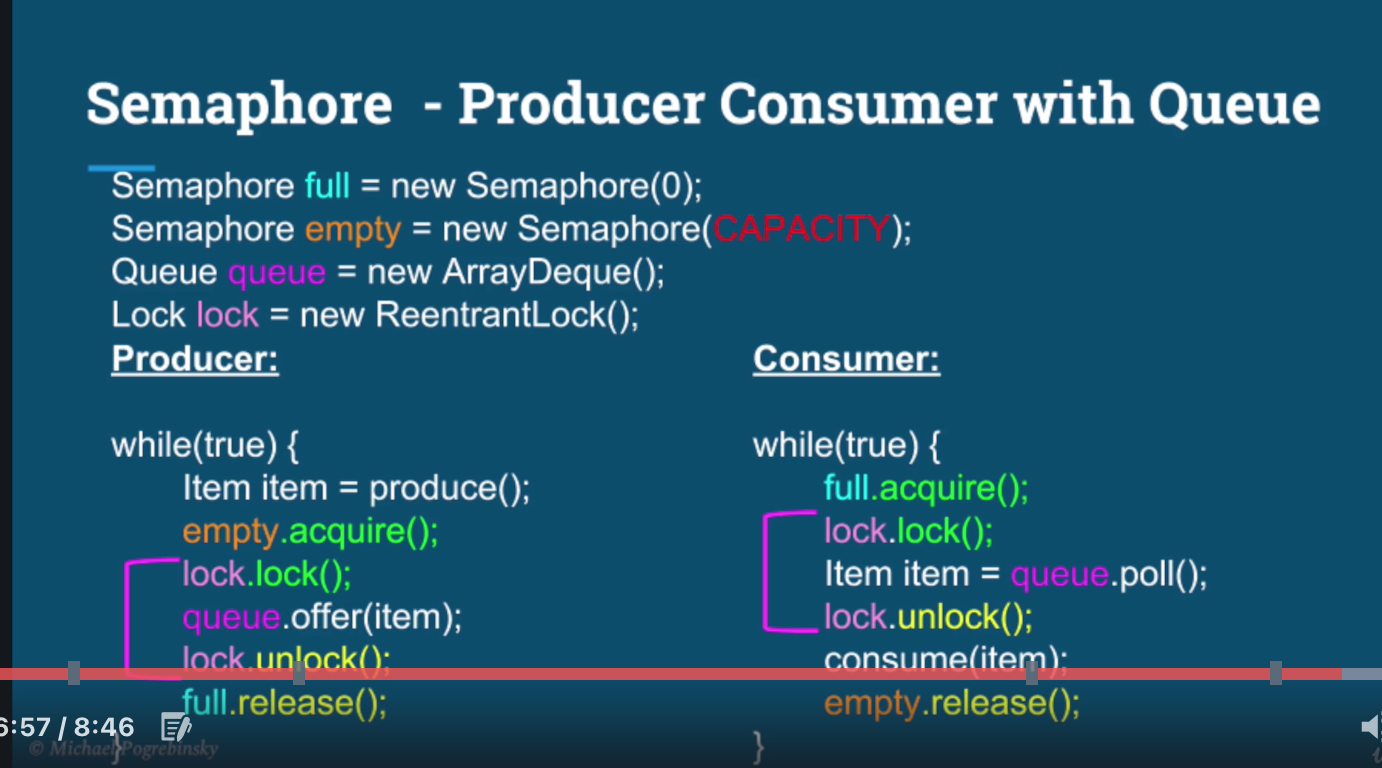 Semaphore - Producer Consumer with Queue
Semaphore full = new Semaphore(0);
Semaphore empty = new Semaphore(CAPACITY);
Queue queue = new ArrayDeque();
Lock lock = new ReentrantLock();
Producer:
while(true) {
Item item = produce();
empty.acquire();
lock.lock();
queue.offer(item);
lock.unlock();
full.release();
}
Consumer:
while(true) {
full.acquire();
lock.lock();
Item item = queue.poll();
lock.unlock();
consume(item);
empty.release();
}
6:57 / 8:46
© Michael Pogrebinsky